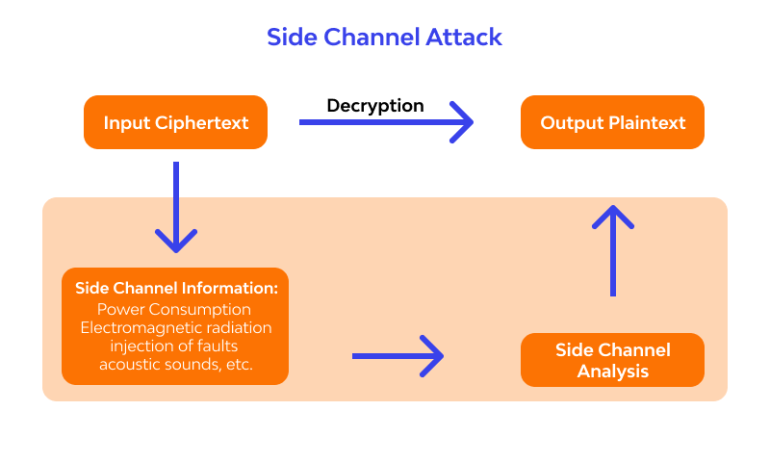 Side Channel Attack
Decryption
Input Ciphertext
Output Plaintext
Side Channel Information:
Power Consumption
Electromagnetic radiation
injection of faults
acoustic sounds, etc.
Side Channel
Analysis